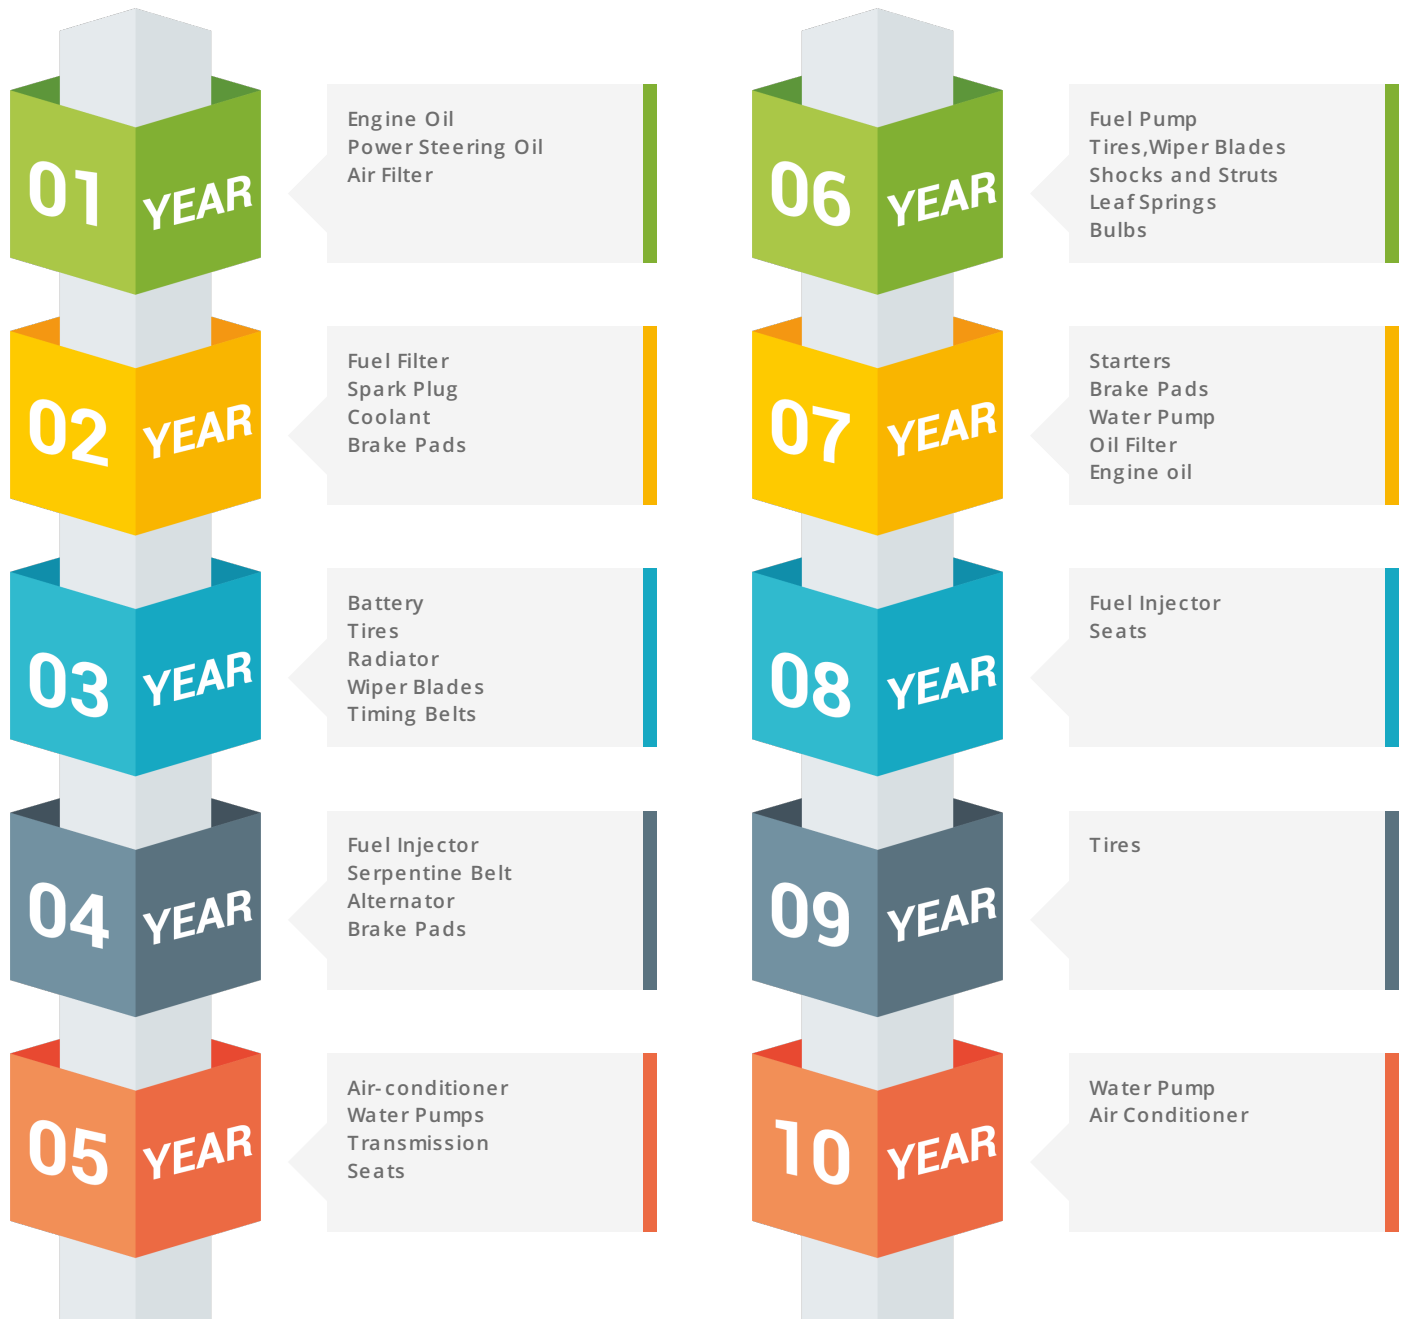 01 YEAR
Engine Oil
Power Steering Oil
Air Filter
02 YEAR
Fuel Filter
Spark Plug
Coolant
Brake Pads
03 YEAR
Battery
Tires
Radiator
Wiper Blades
Timing Belts
04 YEAR
Fuel Injector
Serpentine Belt
Alternator
Brake Pads
05 YEAR
Air-conditioner
Water Pumps
Transmission
Seats
06 YEAR
Fuel Pump
Tires,Wiper Blades
Shocks and Struts
Leaf Springs
Bulbs
07 YEAR
Starters
Brake Pads
Water Pump
Oil Filter
Engine oil
08 YEAR
Fuel Injector
Seats
09 YEAR
Tires
10 YEAR
Water Pump
Air Conditioner